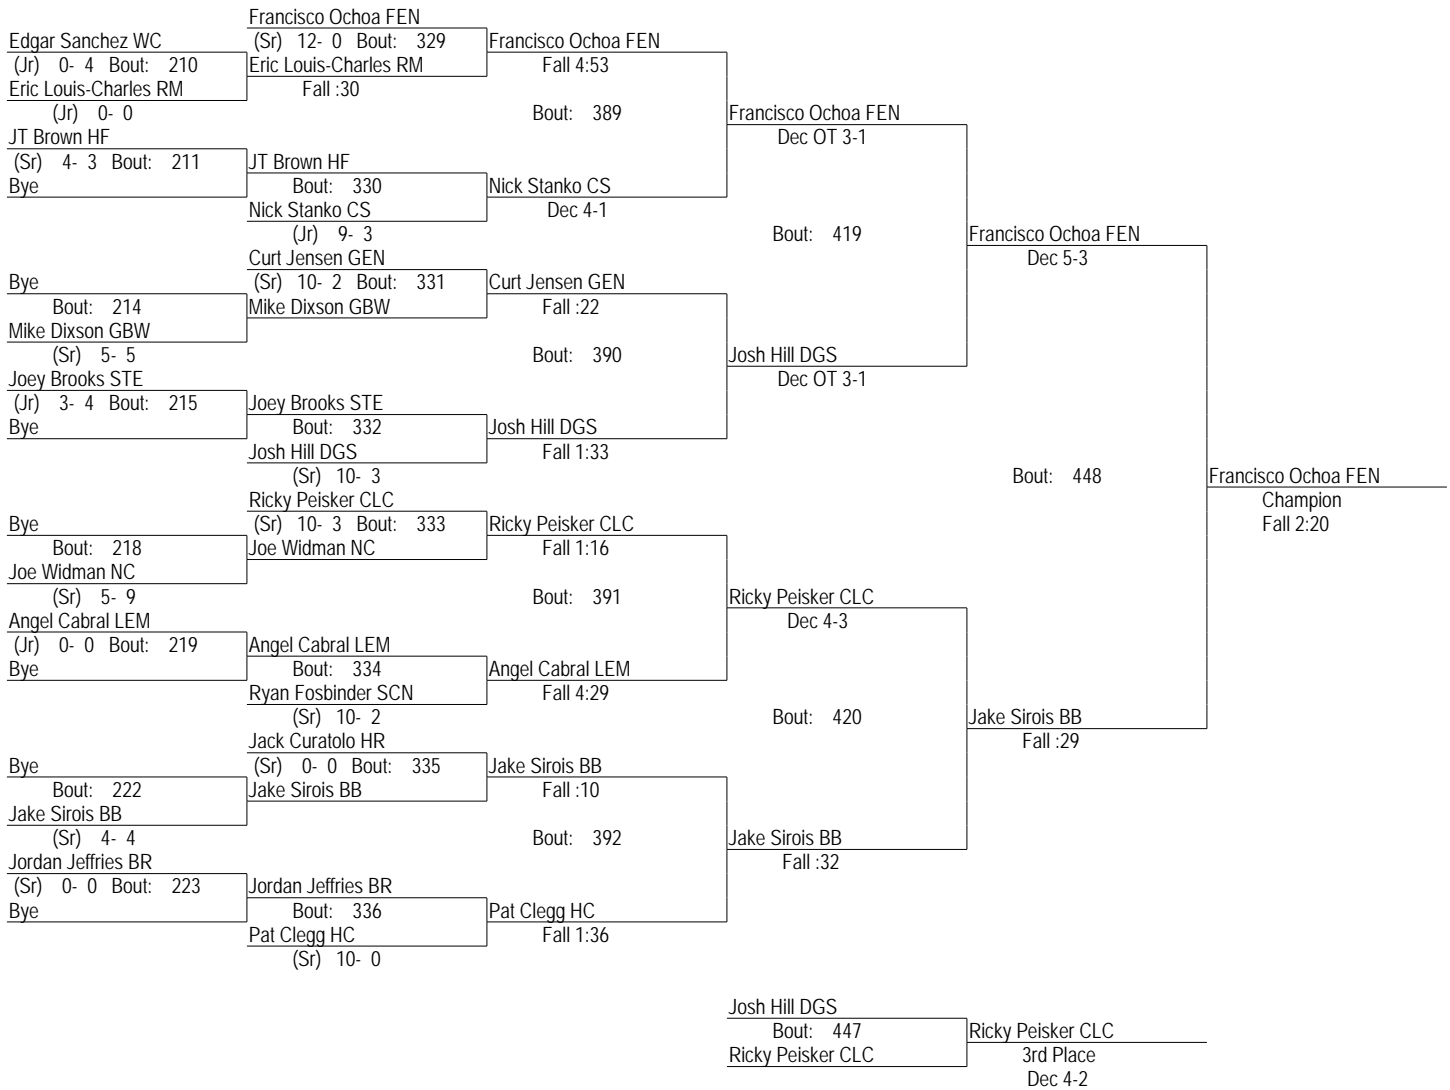 Francisco Ochoa FEN
Edgar Sanchez WC
(Sr) 12- 0 Bout: 329
Francisco Ochoa FEN
(Jr) 0- 4 Bout: 210
Eric Louis-Charles RM
Fall 4:53
Eric Louis-Charles RM
Fall :30
(Jr) 0- 0
Bout: 389
Francisco Ochoa FEN
JT Brown HF
Dec OT 3-1
(Sr) 4- 3 Bout: 211
JT Brown HF
Bye
Bout: 330
Nick Stanko CS
Nick Stanko CS
Dec 4-1
(Jr) 9- 3
Bout: 419
Francisco Ochoa FEN
Curt Jensen GEN
Dec 5-3
Bye
(Sr) 10- 2 Bout: 331
Curt Jensen GEN
Bout: 214
Mike Dixson GBW
Fall :22
Mike Dixson GBW
(Sr) 5- 5
Bout: 390
Josh Hill DGS
Joey Brooks STE
Dec OT 3-1
(Jr) 3- 4 Bout: 215
Joey Brooks STE
Bye
Bout: 332
Josh Hill DGS
Josh Hill DGS
Fall 1:33
(Sr) 10- 3
Bout: 448
Francisco Ochoa FEN
Ricky Peisker CLC
Champion
Bye
(Sr) 10- 3 Bout: 333
Ricky Peisker CLC
Fall 2:20
Bout: 218
Joe Widman NC
Fall 1:16
Joe Widman NC
(Sr) 5- 9
Bout: 391
Ricky Peisker CLC
Angel Cabral LEM
Dec 4-3
(Jr) 0- 0 Bout: 219
Angel Cabral LEM
Bye
Bout: 334
Angel Cabral LEM
Ryan Fosbinder SCN
Fall 4:29
(Sr) 10- 2
Bout: 420
Jake Sirois BB
Jack Curatolo HR
Fall :29
Bye
(Sr) 0- 0 Bout: 335
Jake Sirois BB
Bout: 222
Jake Sirois BB
Fall :10
Jake Sirois BB
(Sr) 4- 4
Bout: 392
Jake Sirois BB
Jordan Jeffries BR
Fall :32
(Sr) 0- 0 Bout: 223
Jordan Jeffries BR
Bye
Bout: 336
Pat Clegg HC
Pat Clegg HC
Fall 1:36
(Sr) 10- 0
Josh Hill DGS
Bout: 447
Ricky Peisker CLC
Ricky Peisker CLC
3rd Place
Dec 4-2